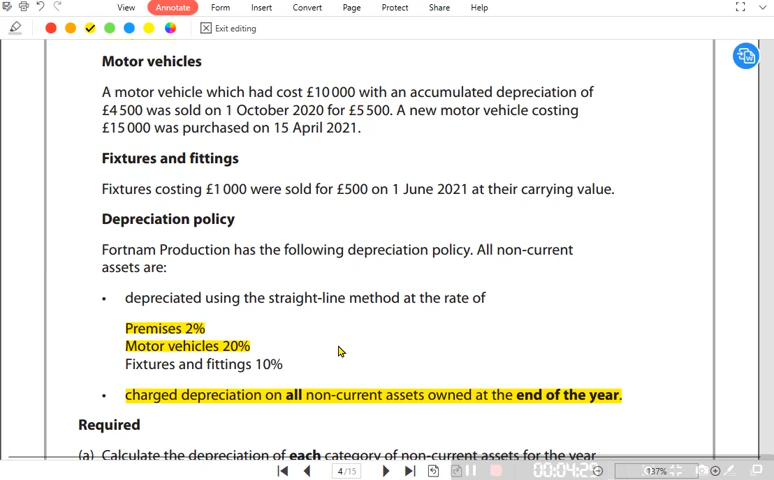 View Annotate Form Insert Convert Page Protect Share Help
Exit editing
Motor vehicles
A motor vehicle which had cost £10 000 with an accumulated depreciation of
£4 500 was sold on 1 October 2020 for £5 500. A new motor vehicle costing
£15 000 was purchased on 15 April 2021.
Fixtures and fittings
Fixtures costing £1 000 were sold for £500 on 1 June 2021 at their carrying value.
Depreciation policy
Fortnam Production has the following depreciation policy. All non-current
assets are:
• depreciated using the straight-line method at the rate of
Premises 2%
Motor vehicles 20%
Fixtures and fittings 10%
• charged depreciation on all non-current assets owned at the end of the year.
Required
(a) Calculate the depreciation of each category of non-current assets for the year
4 /15 137%